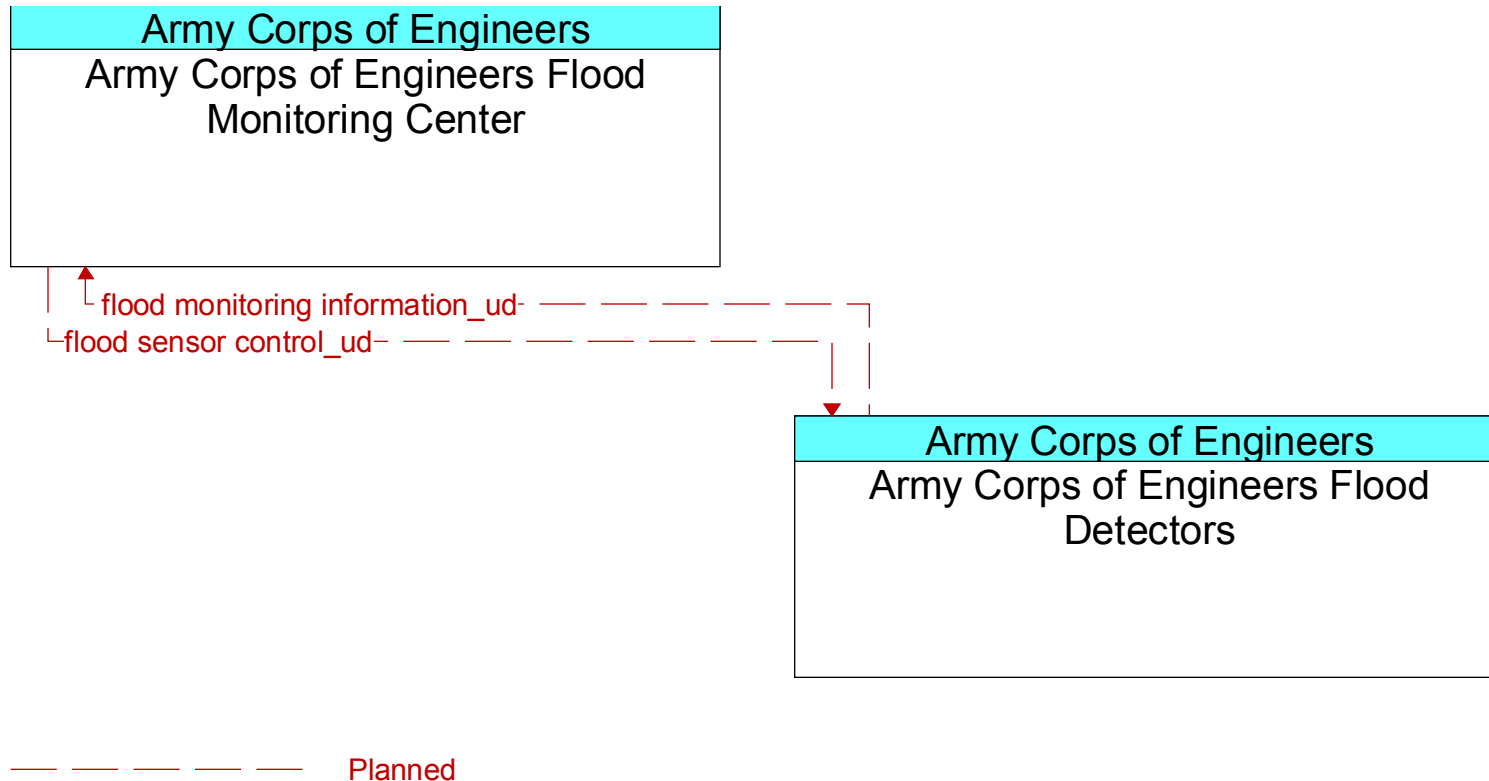 Army Corps of Engineers
Army Corps of Engineers Flood
Monitoring Center
flood monitoring information_ud
flood sensor control_ud
Army Corps of Engineers
Army Corps of Engineers Flood
Detectors
Planned